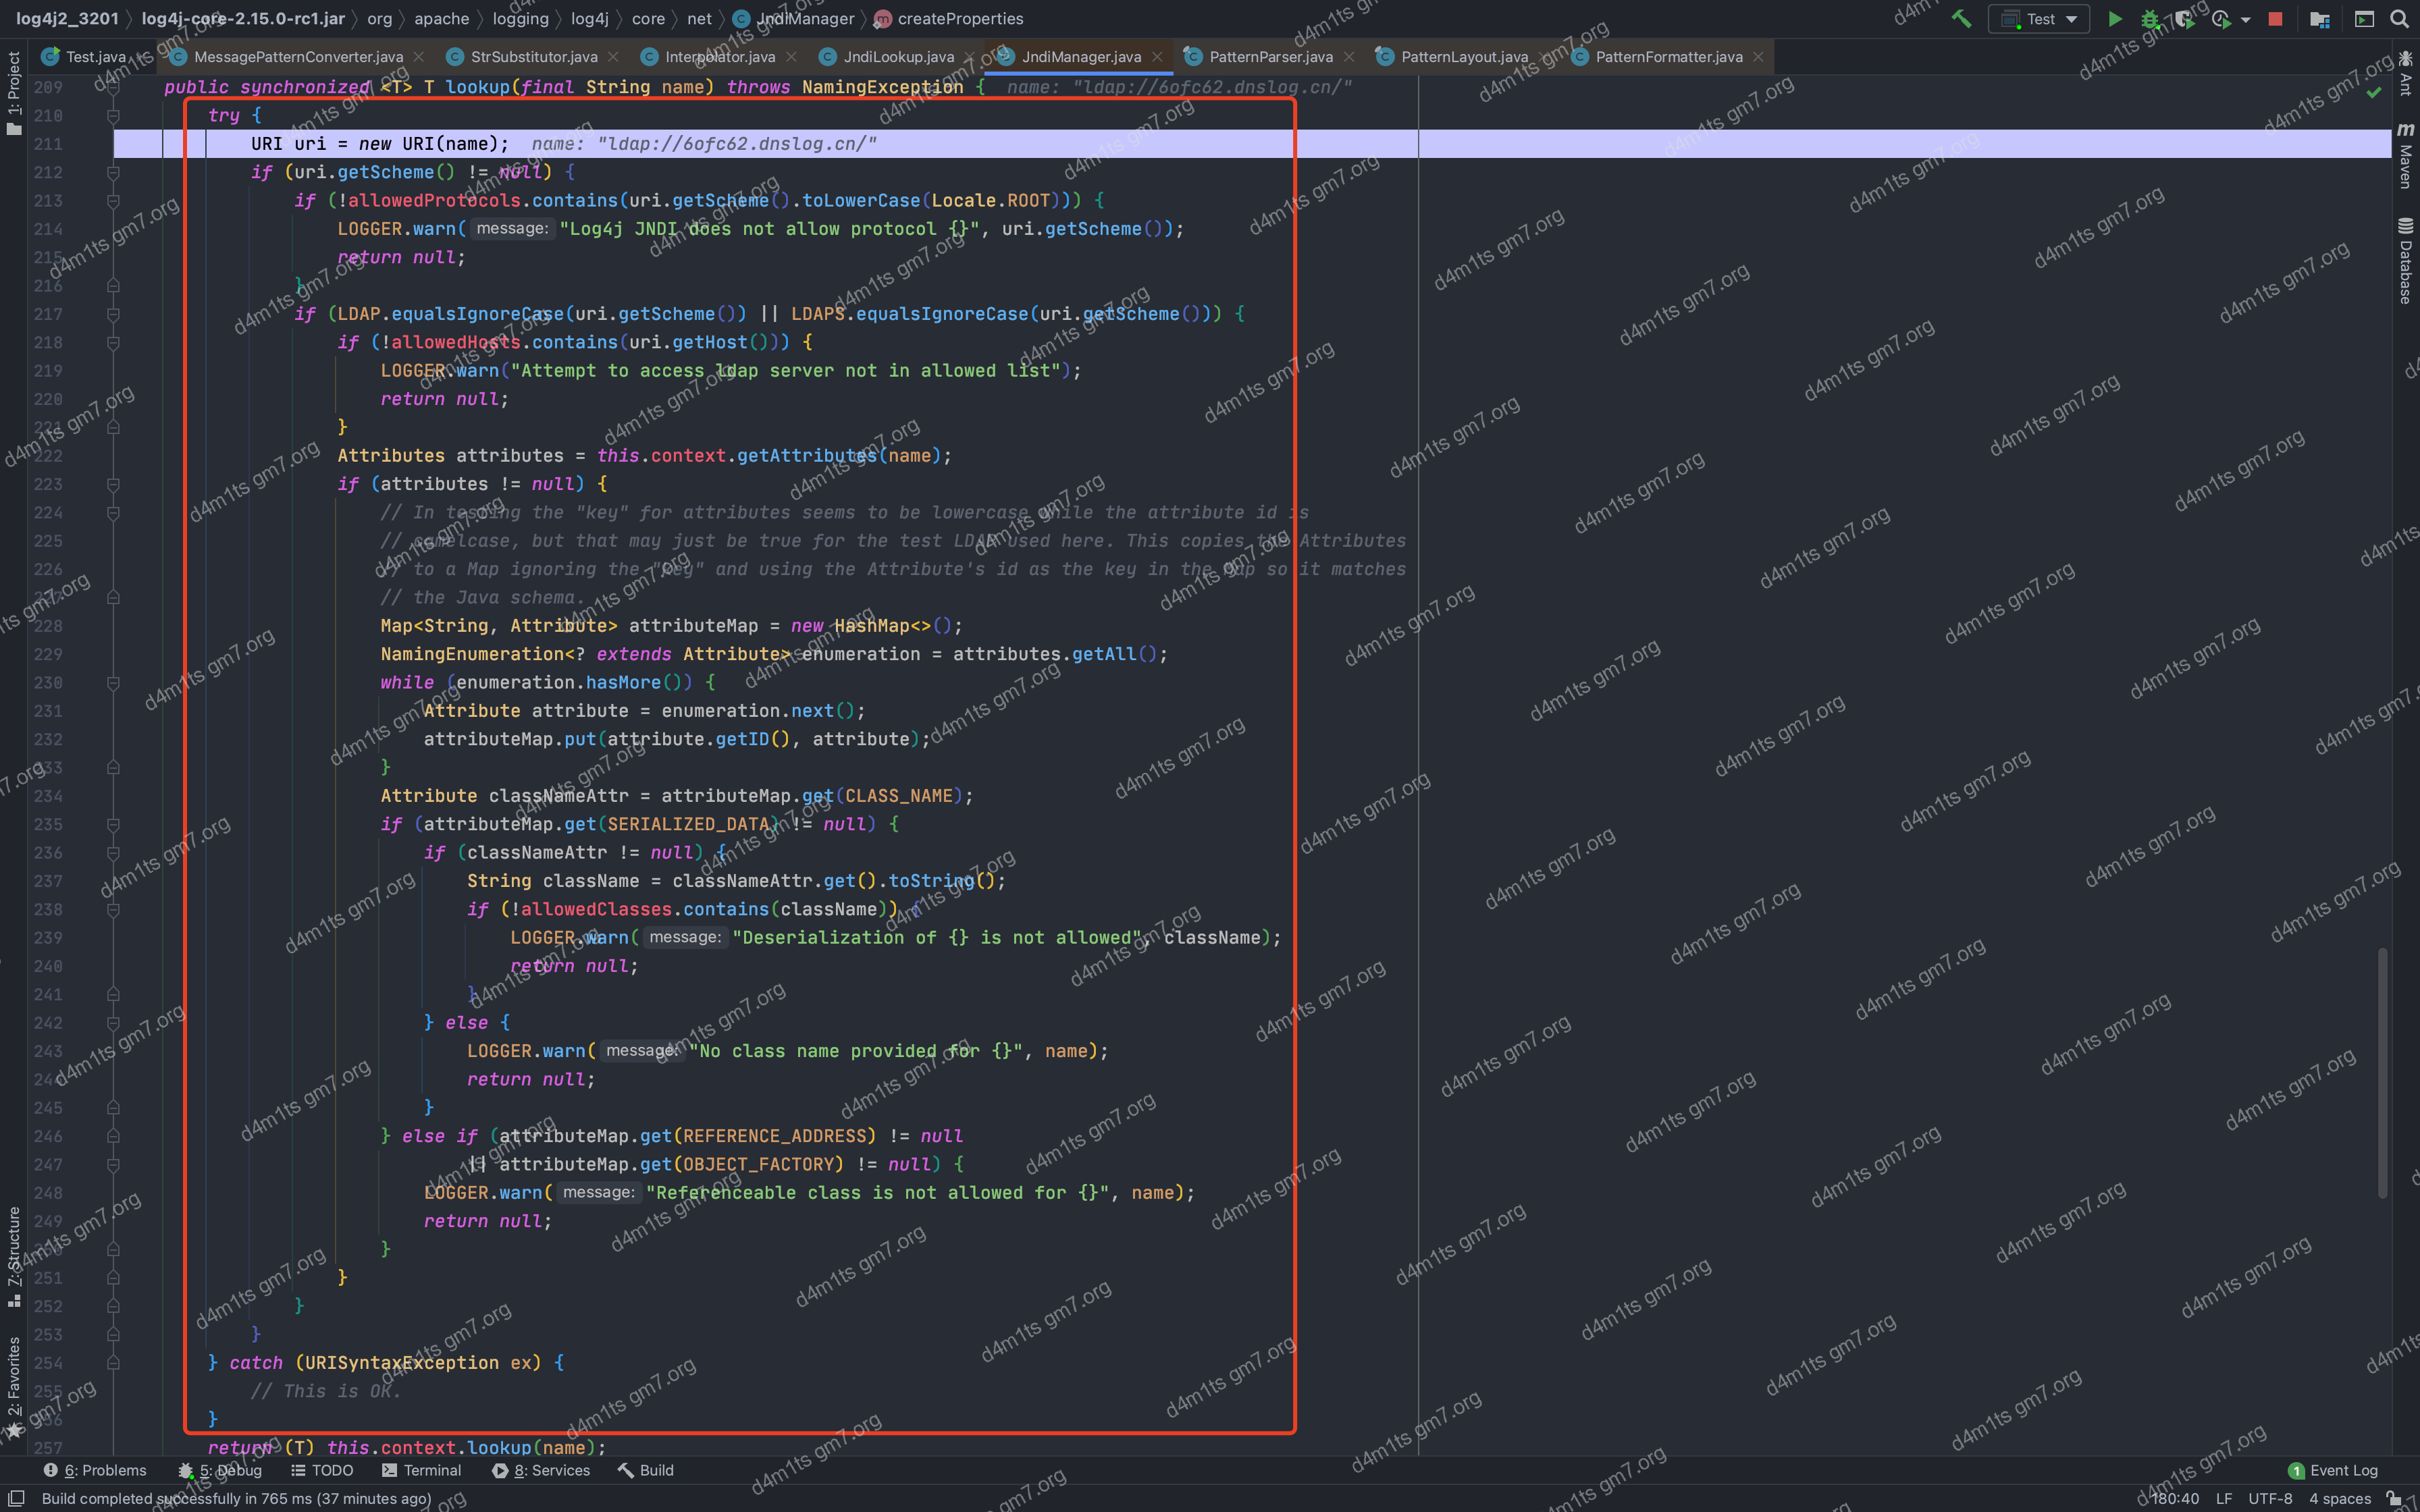 log4j2_3201 〉 log4j-core-2.15.0-rc1.jar 〉 org 〉 apache 〉 logging 〉 log4j 〉 core 〉 net 〉 JndiManager 〉 createProperties
Test
Test.java MessagePatternConverter.java StrSubstitutor.java Interpolator.java JndiLookup.java JndiManager.java PatternParser.java PatternLayout.java PatternFormatter.java
1: Project
7: Structure
2: Favorites
Ant
Maven
Database
209 public synchronized <T> T lookup(final String name) throws NamingException { name: "ldap://6ofc62.dnslog.cn/"
210 try {
211 URI uri = new URI(name); name: "ldap://6ofc62.dnslog.cn/"
212 if (uri.getScheme() != null) {
213 if (!allowedProtocols.contains(uri.getScheme().toLowerCase(Locale.ROOT))) {
214 LOGGER.warn( message: "Log4j JNDI does not allow protocol {}", uri.getScheme());
215 return null;
216 }
217 if (LDAP.equalsIgnoreCase(uri.getScheme()) || LDAPS.equalsIgnoreCase(uri.getScheme())) {
218 if (!allowedHosts.contains(uri.getHost())) {
219 LOGGER.warn("Attempt to access ldap server not in allowed list");
220 return null;
221 }
222 Attributes attributes = this.context.getAttributes(name);
223 if (attributes != null) {
224 // In testing the "key" for attributes seems to be lowercase while the attribute id is
225 // camelcase, but that may just be true for the test LDAP used here. This copies the Attributes
226 // to a Map ignoring the "key" and using the Attribute's id as the key in the Map so it matches
227 // the Java schema.
228 Map<String, Attribute> attributeMap = new HashMap<>();
229 NamingEnumeration<? extends Attribute> enumeration = attributes.getAll();
230 while (enumeration.hasMore()) {
231 Attribute attribute = enumeration.next();
232 attributeMap.put(attribute.getID(), attribute);
233 }
234 Attribute classNameAttr = attributeMap.get(CLASS_NAME);
235 if (attributeMap.get(SERIALIZED_DATA) != null) {
236 if (classNameAttr != null) {
237 String className = classNameAttr.get().toString();
238 if (!allowedClasses.contains(className)) {
239 LOGGER.warn( message: "Deserialization of {} is not allowed", className);
240 return null;
241 }
242 } else {
243 LOGGER.warn( message: "No class name provided for {}", name);
244 return null;
245 }
246 } else if (attributeMap.get(REFERENCE_ADDRESS) != null
247 || attributeMap.get(OBJECT_FACTORY) != null) {
248 LOGGER.warn( message: "Referenceable class is not allowed for {}", name);
249 return null;
250 }
251 }
252 }
253 }
254 } catch (URISyntaxException ex) {
255 // This is OK.
256 }
257 return (T) this.context.lookup(name);
6: Problems 5: Debug TODO Terminal 8: Services Build 1 Event Log
Build completed successfully in 765 ms (37 minutes ago) 180:40 LF UTF-8 4 spaces
d4m1ts gm7.org